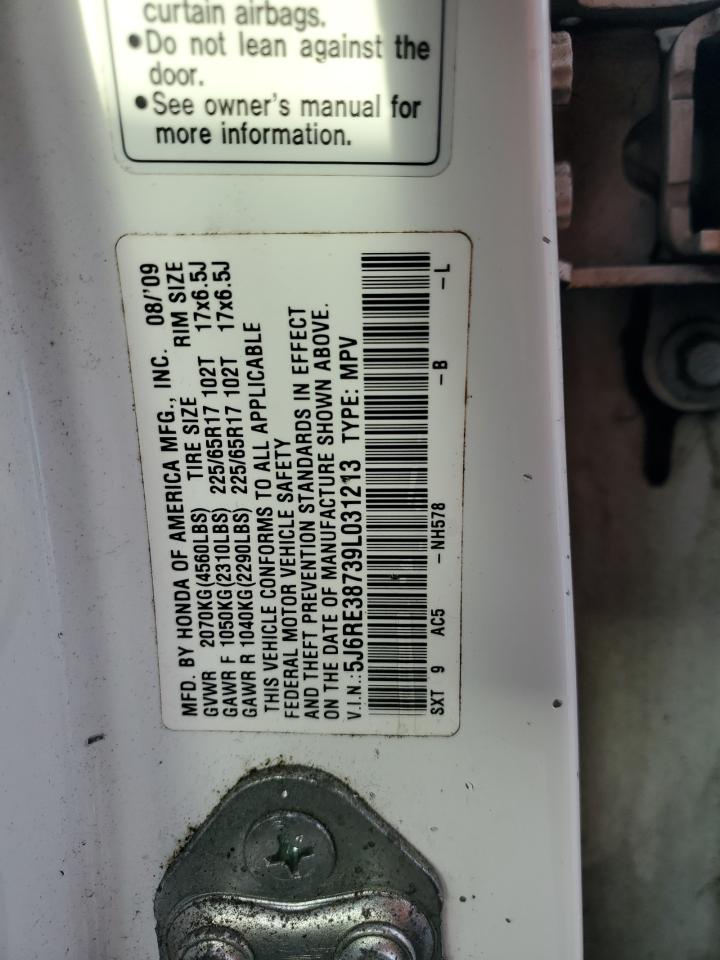 curtain airbags.
•Do not lean against the
door.
•See owner's manual for
more information.
MFD. BY HONDA OF AMERICA MFG., INC. 08/'09
GVWR 2070KG(4560LBS) TIRE SIZE RIM SIZE
GAWR F 1050KG(2310LBS) 225/65R17 102T 17x6.5J
GAWR R 1040KG(2290LBS) 225/65R17 102T 17x6.5J
THIS VEHICLE CONFORMS TO ALL APPLICABLE
FEDERAL MOTOR VEHICLE SAFETY
AND THEFT PREVENTION STANDARDS IN EFFECT
ON THE DATE OF MANUFACTURE SHOWN ABOVE.
V.I.N.:5J6RE38739L031213 TYPE: MPV
SXT 9 AC5 -NH578 -B -L